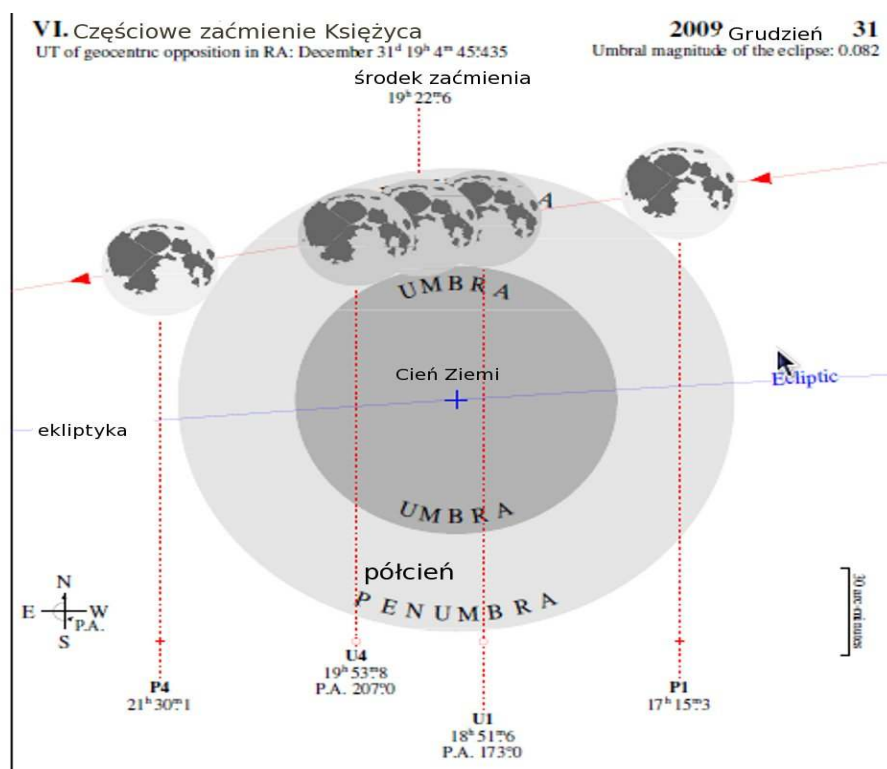 VI. Częściowe zaćmienie Księżyca 2009 Grudzień 31
UT of geocentric opposition in RA: December 31ᵈ 19ʰ 4ᵐ 45ˢ.435 Umbral magnitude of the eclipse: 0.082
środek zaćmienia
19ʰ 22ᵐ.6
A
UMBRA
Cień Ziemi
Ecliptic
ekliptyka
UMBRA
półcień
PENUMBRA
N
E W
P.A.
S
30 arc-minutes
P4
21ʰ 30ᵐ.1
U4
19ʰ 53ᵐ.8
P.A. 207°.0
U1
18ʰ 51ᵐ.6
P.A. 173°.0
P1
17ʰ 15ᵐ.3